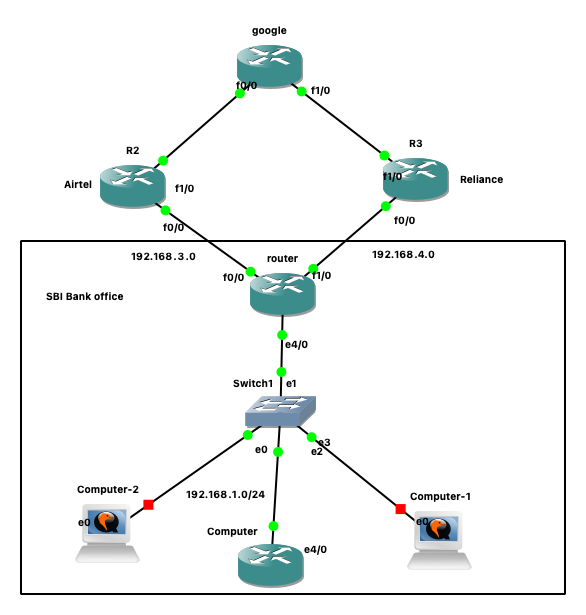 google
f0/0
f1/0
R2
R3
Airtel
f1/0
f1/0
Reliance
f0/0
f0/0
192.168.3.0
192.168.4.0
router
f0/0
f1/0
SBI Bank office
e4/0
Switch1
e1
e3
e0
e2
Computer-2
192.168.1.0/24
Computer-1
e0
e0
Computer
e4/0